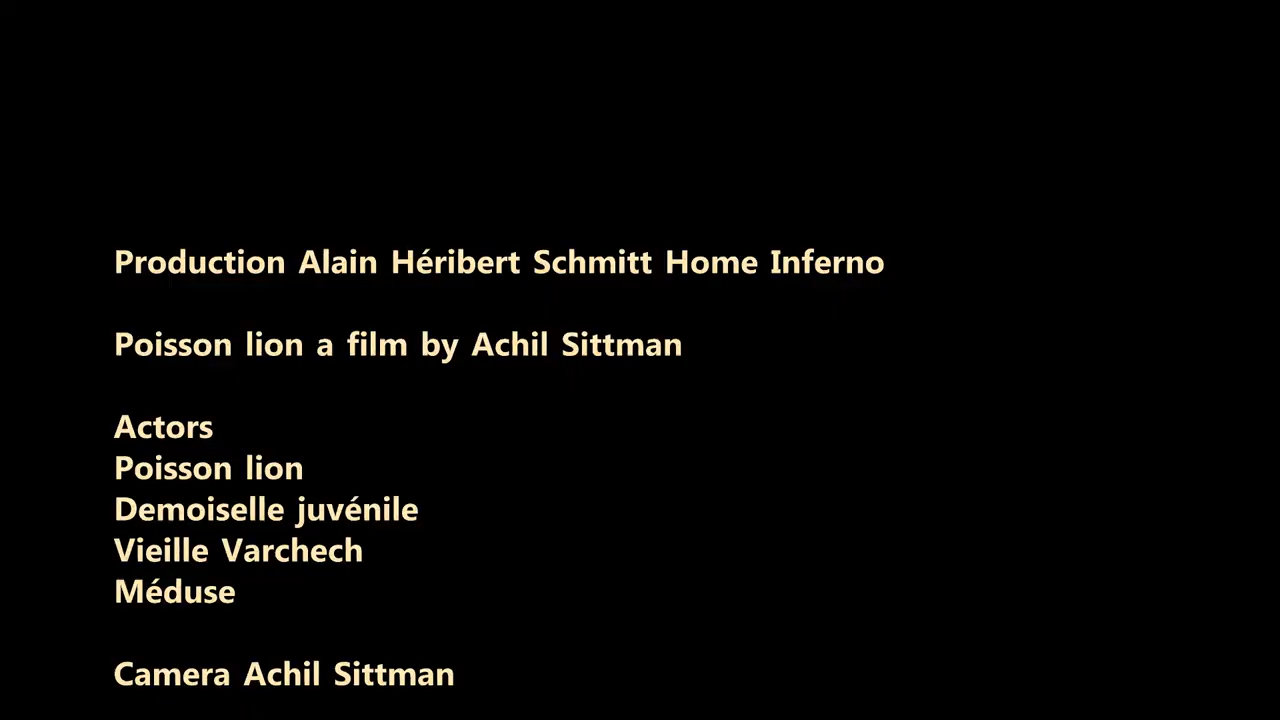 Production Alain Héribert Schmitt Home Inferno
Poisson lion a film by Achil Sittman
Actors
Poisson lion
Demoiselle juvénile
Vieille Varchech
Méduse
Camera Achil Sittman